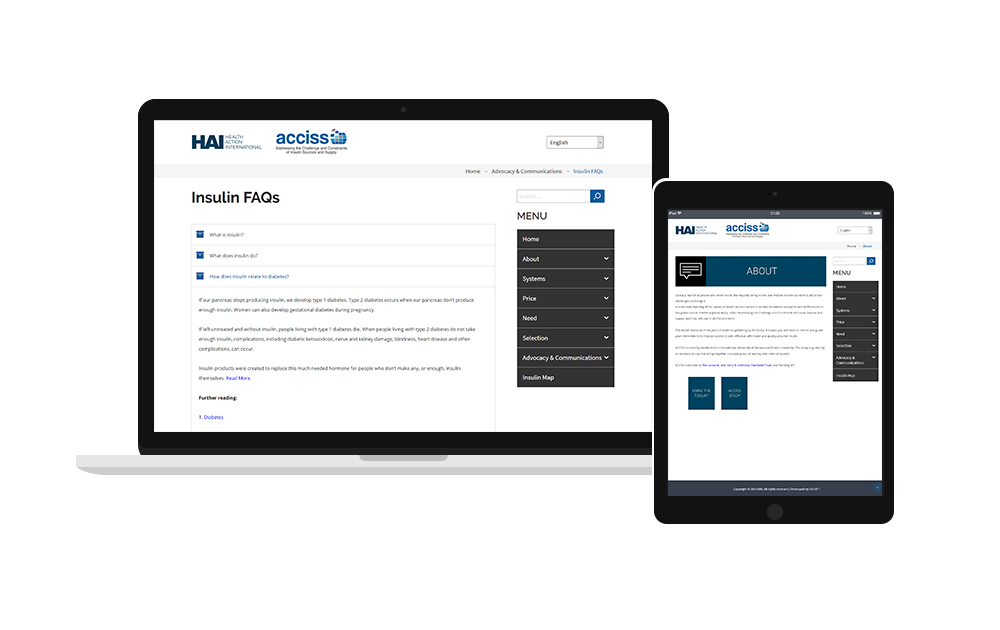 HAI HEALTH
ACTION
INTERNATIONAL
acciss
Addressing the Challenge and Constraints
of Insulin Sources and Supply
English
Home → Advocacy & Communications → Insulin FAQs
Insulin FAQs
What is insulin?
What does insulin do?
How does insulin relate to diabetes?
If our pancreas stops producing insulin, we develop type 1 diabetes. Type 2 diabetes occurs when our pancreas don't produce
enough insulin. Women can also develop gestational diabetes during pregnancy.
If left untreated and without insulin, people living with type 1 diabetes die. When people living with type 2 diabetes do not take
enough insulin, complications, including diabetic ketoacidosis, nerve and kidney damage, blindness, heart disease and other
complications, can occur.
Insulin products were created to replace this much needed hormone for people who don't make any, or enough, insulin
themselves. Read More.
Further reading:
1. Diabetes
Search...
MENU
Home
About
Systems
Price
Need
Selection
Advocacy & Communications
Insulin Map
iPad
21:00
100%
HAI HEALTH
ACTION
INTERNATIONAL
acciss
English
Home → About
ABOUT
MENU
Home
About
Systems
Price
Need
Selection
Advocacy &
Communications
Insulin Map
USING THE
TOOLKIT
ACCISS
STUDY